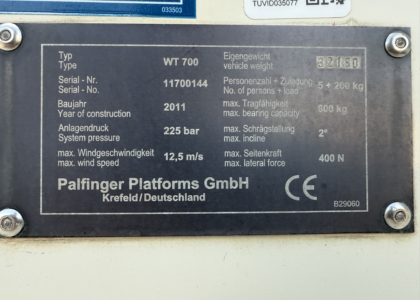 033503
TUVID035077
Typ WT 700 Eigengewicht 32160
Type vehicle weight
Serial - Nr. 11700144 Personenzahl + Zuladung 5 + 200 kg
Serial - No. No. of persons + load
Baujahr 2011 max. Tragfähigkeit 600 kg
Year of construction max. bearing capacity
Anlagendruck 225 bar max. Schrägstellung 2°
System pressure max. incline
max. Windgeschwindigkeit 12,5 m/s max. Seitenkraft 400 N
max. wind speed max. lateral force
Palfinger Platforms GmbH CE
Krefeld/Deutschland
B29060